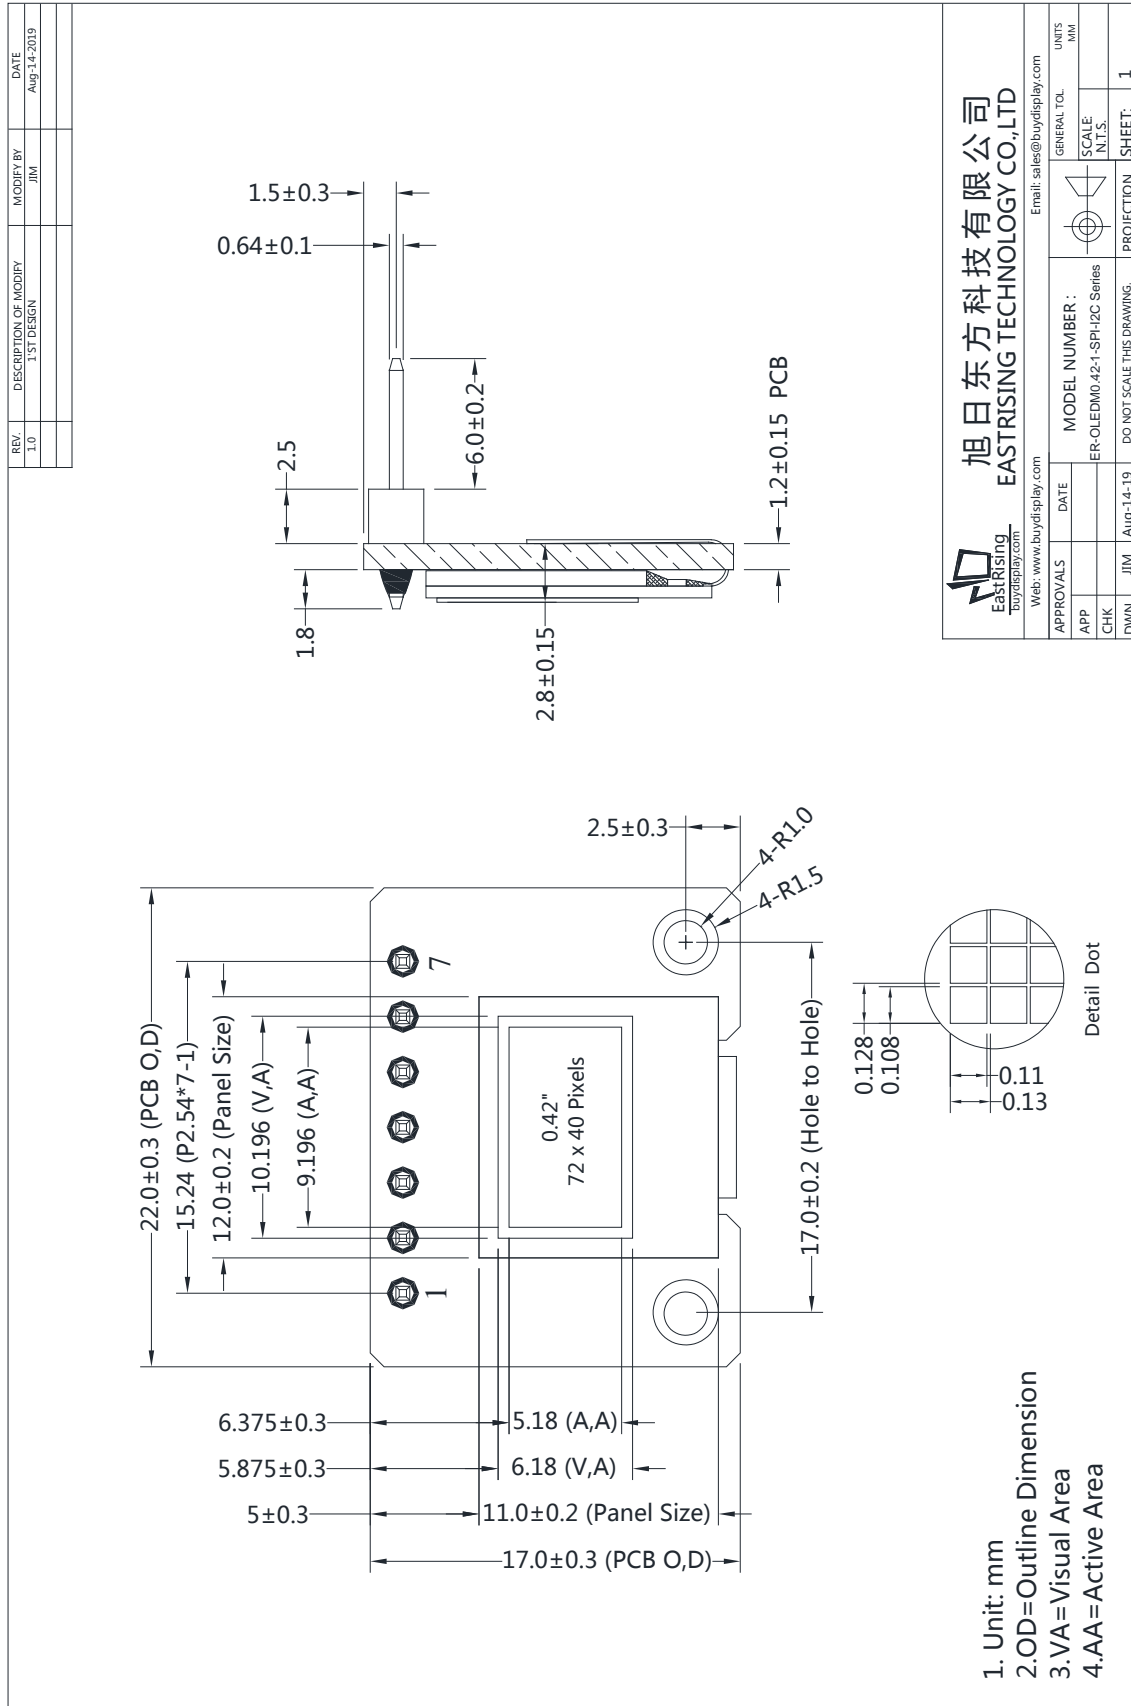 REV.
DESCRIPTION OF MODIFY
MODIFY BY
DATE
1.0
1'ST DESIGN
JIM
Aug-14-2019
22.0±0.3 (PCB O,D)
15.24 (P2.54*7-1)
12.0±0.2 (Panel Size)
10.196 (V,A)
9.196 (A,A)
1
7
0.42"
72 x 40 Pixels
6.375±0.3
5.18 (A,A)
5.875±0.3
6.18 (V,A)
5±0.3
11.0±0.2 (Panel Size)
17.0±0.3 (PCB O,D)
17.0±0.2 (Hole to Hole)
2.5±0.3
4-R1.0
4-R1.5
1.5±0.3
0.64±0.1
2.5
6.0±0.2
1.8
2.8±0.15
1.2±0.15 PCB
0.128
0.108
0.11
0.13
Detail Dot
1. Unit: mm
2.OD=Outline Dimension
3.VA=Visual Area
4.AA=Active Area
EastRising
buydisplay.com
旭日东方科技有限公司
EASTRISING TECHNOLOGY CO.,LTD
Web: www.buydisplay.com
Email: sales@buydisplay.com
APPROVALS
DATE
APP
CHK
DWN
JIM
Aug-14-19
MODEL NUMBER :
ER-OLEDM0.42-1-SPI-I2C Series
DO NOT SCALE THIS DRAWING.
PROJECTION
GENERAL TOL.
UNITS
MM
SCALE:
N.T.S.
SHEET:
1